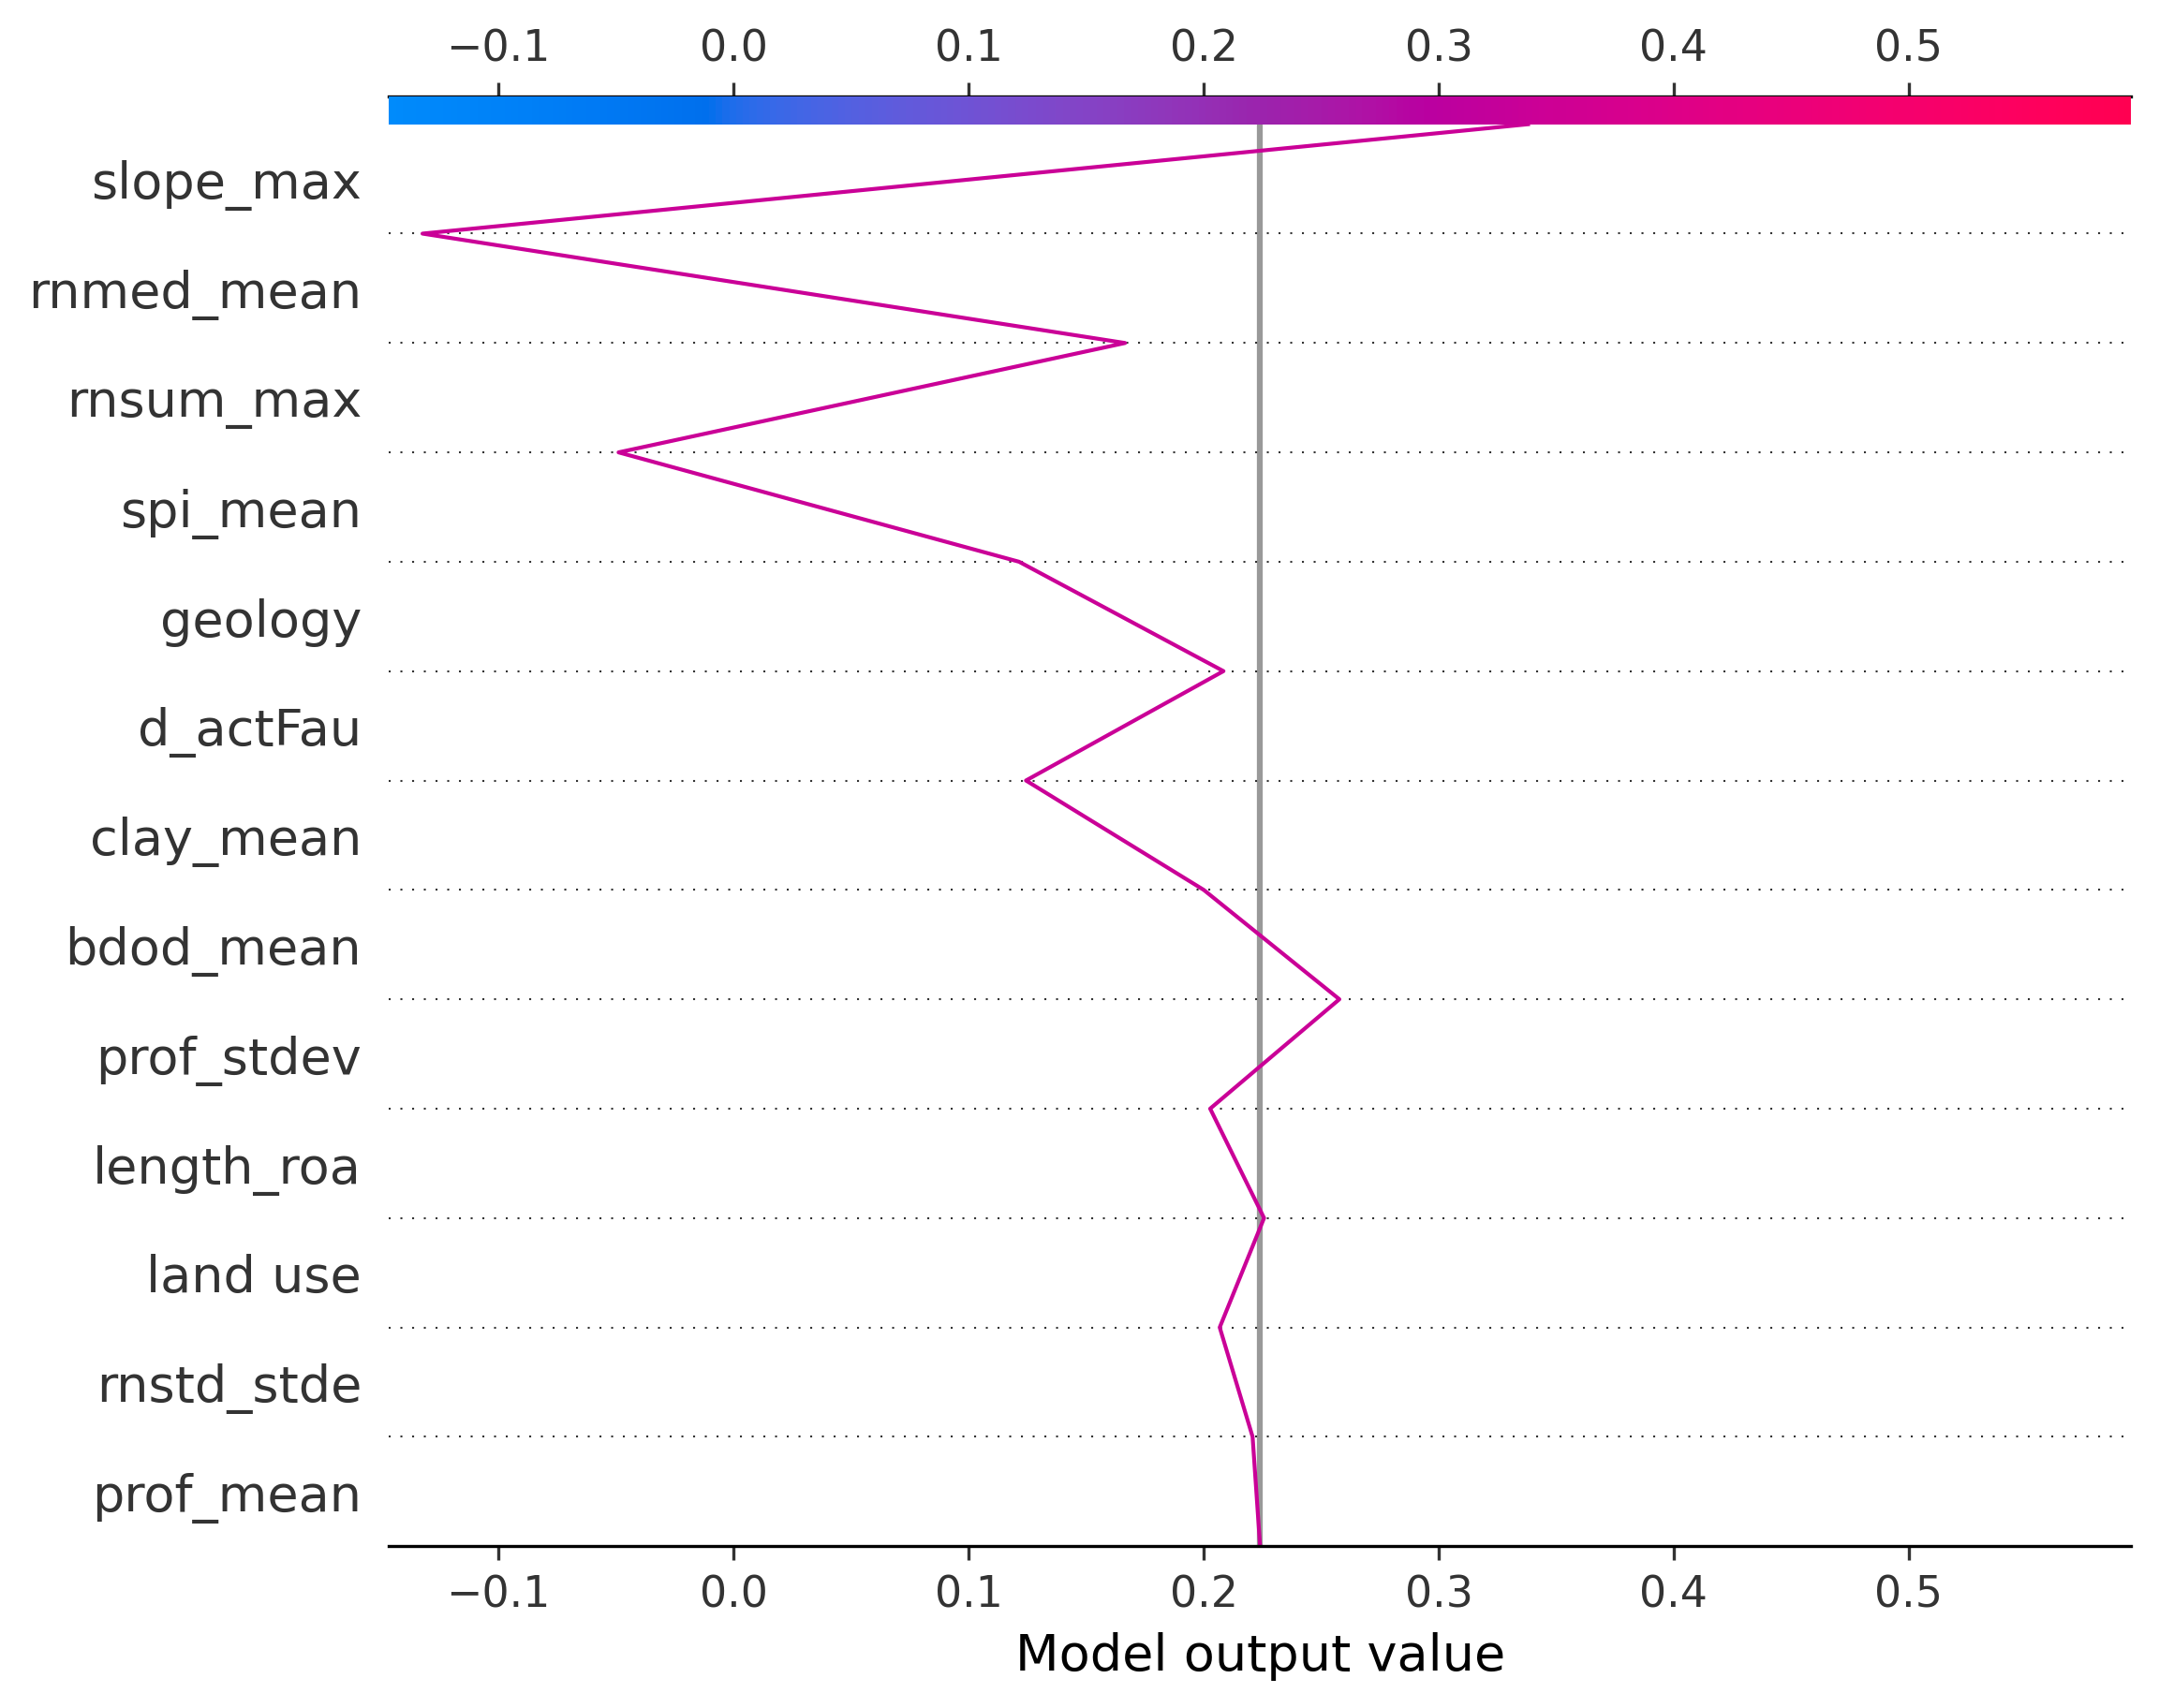 −0.1 0.0 0.1 0.2 0.3 0.4 0.5
slope_max
rnmed_mean
rnsum_max
spi_mean
geology
d_actFau
clay_mean
bdod_mean
prof_stdev
length_roa
land use
rnstd_stde
prof_mean
−0.1 0.0 0.1 0.2 0.3 0.4 0.5
Model output value